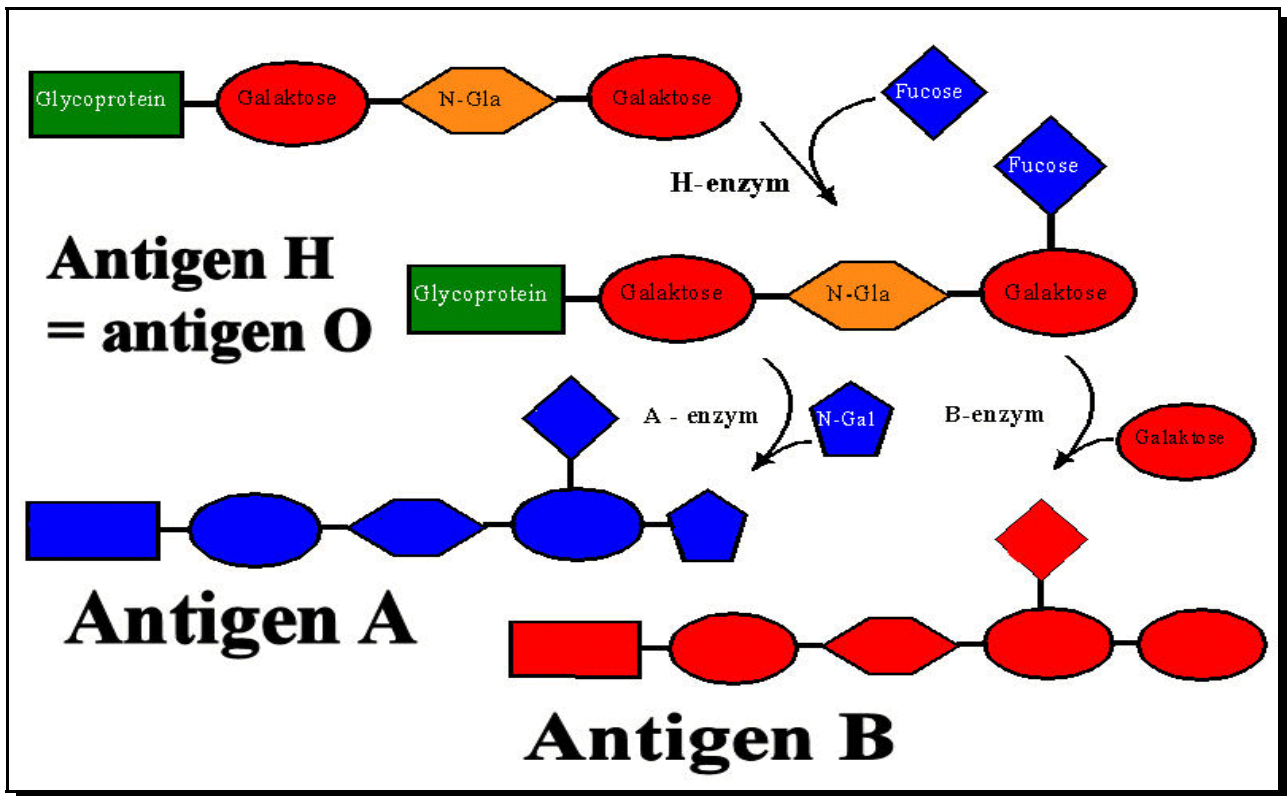 Glycoprotein
Galaktose
N-Gla
Galaktose
Fucose
H-enzym
Fucose
Antigen H
= antigen O
Glycoprotein
Galaktose
N-Gla
Galaktose
A - enzym
N-Gal
B-enzym
Galaktose
Antigen A
Antigen B